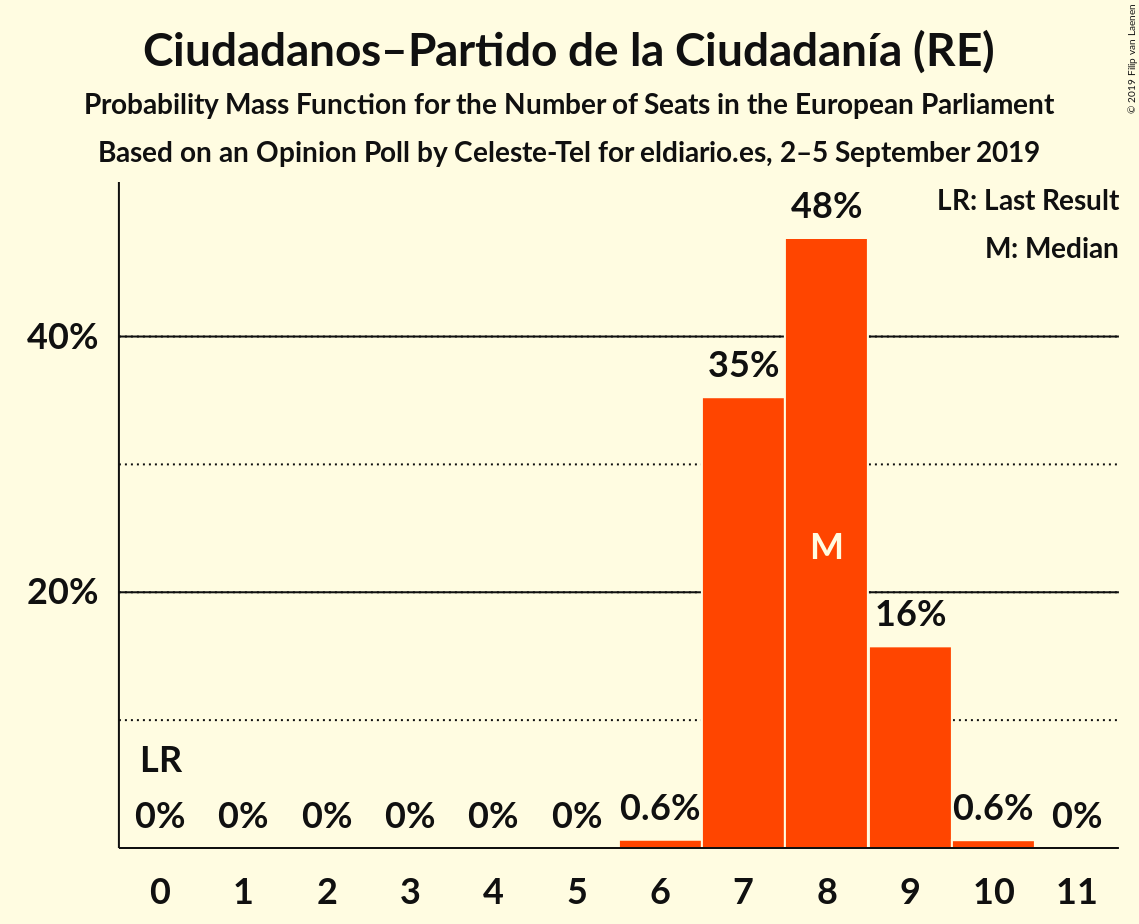 Ciudadanos–Partido de la Ciudadanía (RE)
Probability Mass Function for the Number of Seats in the European Parliament
Based on an Opinion Poll by Celeste-Tel for eldiario.es, 2–5 September 2019
© 2019 Filip van Laenen
LR: Last Result
M: Median
48%
40%
35%
M
20%
16%
LR
0% 0% 0% 0% 0% 0% 0.6% 0.6% 0%
0 1 2 3 4 5 6 7 8 9 10 11